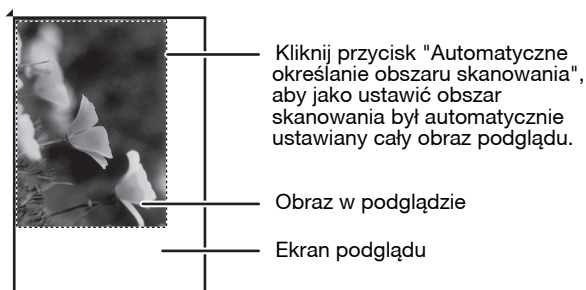 Kliknij przycisk "Automatyczne
określanie obszaru skanowania",
aby jako ustawić obszar
skanowania był automatycznie
ustawiany cały obraz podglądu.
Obraz w podglądzie
Ekran podglądu